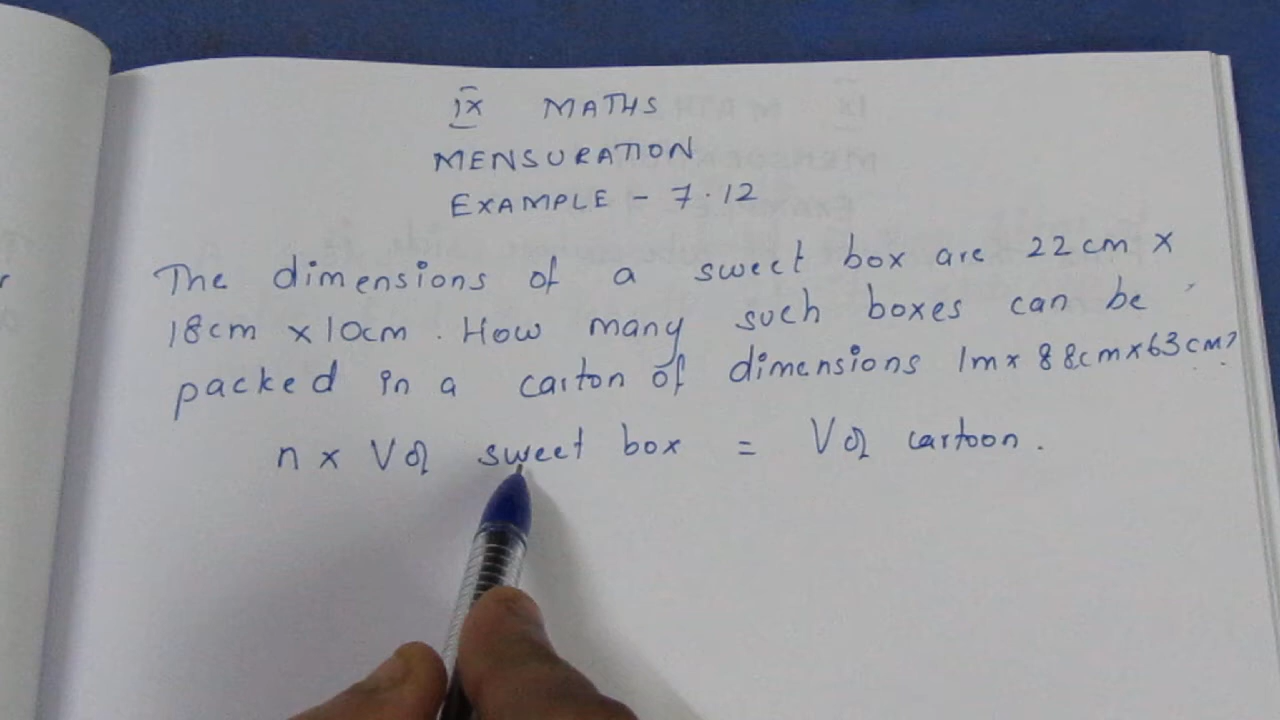 IX MATHS
MENSURATION
EXAMPLE - 7.12
The dimensions of a sweet box are 22cm x
18cm x 10cm. How many such boxes can be
packed in a carton of dimensions 1m x 88cm x 63cm?
n x V of sweet box = V of cartoon.